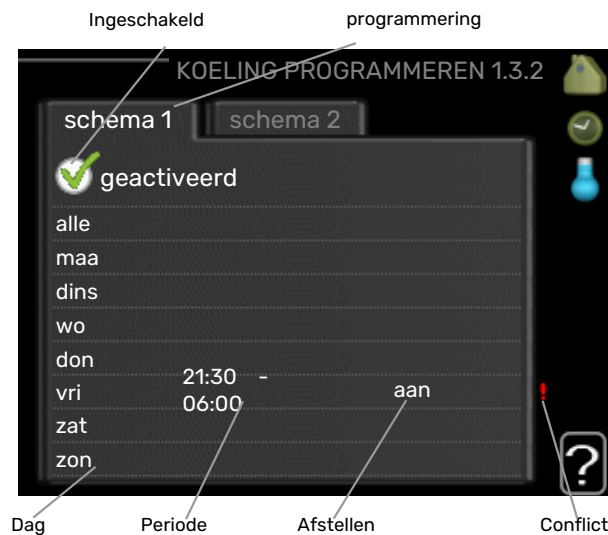 Ingeschakeld programmering
KOELING PROGRAMMEREN 1.3.2
schema 1 schema 2
geactiveerd
alle
maa
dins
wo
don
vri 21:30 - 06:00 aan !
zat
zon
?
Dag Periode Afstellen Conflict